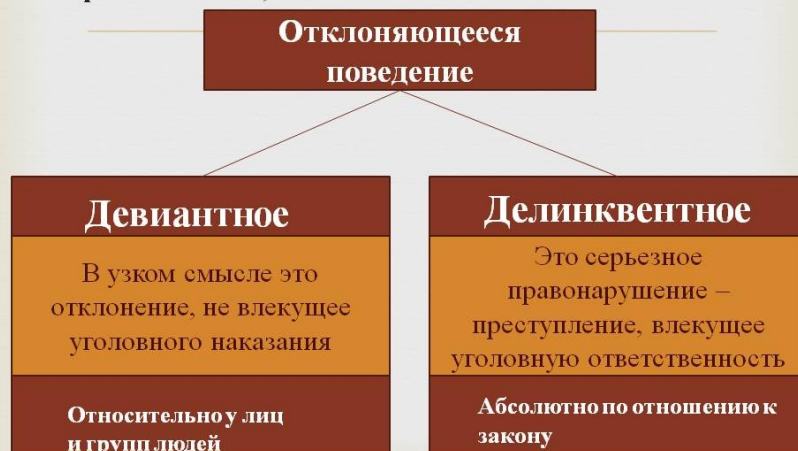 Отклоняющееся
поведение
Девиантное
В узком смысле это
отклонение, не влекущее
уголовного наказания
Относительно у лиц
и групп людей
Делинквентное
Это серьезное
правонарушение –
преступление, влекущее
уголовную ответственность
Абсолютно по отношению к
закону